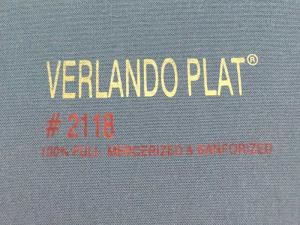 VERLANDO PLAT®
# 2118
100% FULL MERCERIZED & SANFORIZED